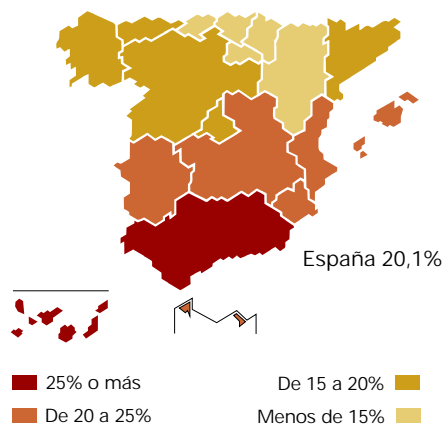 España 20,1%
25% o más
De 20 a 25%
De 15 a 20%
Menos de 15%